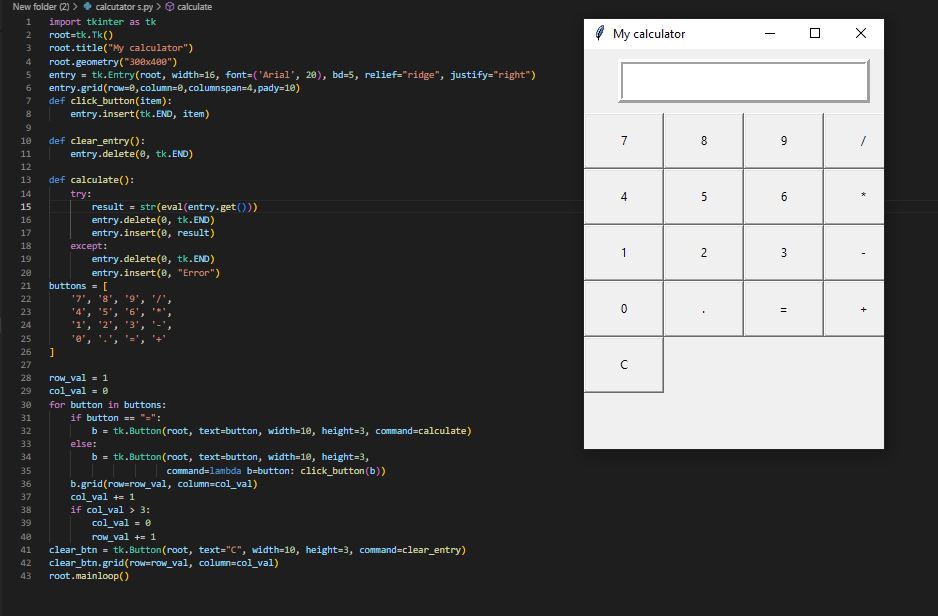 New folder (2) > calcutator s.py > calculate
1 import tkinter as tk
2 root=tk.Tk()
3 root.title("My calculator")
4 root.geometry("300x400")
5 entry = tk.Entry(root, width=16, font=('Arial', 20), bd=5, relief="ridge", justify="right")
6 entry.grid(row=0,column=0,columnspan=4,pady=10)
7 def click_button(item):
8     entry.insert(tk.END, item)
9
10 def clear_entry():
11     entry.delete(0, tk.END)
12
13 def calculate():
14     try:
15         result = str(eval(entry.get()))
16         entry.delete(0, tk.END)
17         entry.insert(0, result)
18     except:
19         entry.delete(0, tk.END)
20         entry.insert(0, "Error")
21 buttons = [
22     '7', '8', '9', '/',
23     '4', '5', '6', '*',
24     '1', '2', '3', '-',
25     '0', '.', '=', '+'
26 ]
27
28 row_val = 1
29 col_val = 0
30 for button in buttons:
31     if button == "=":
32         b = tk.Button(root, text=button, width=10, height=3, command=calculate)
33     else:
34         b = tk.Button(root, text=button, width=10, height=3,
35                       command=lambda b=button: click_button(b))
36     b.grid(row=row_val, column=col_val)
37     col_val += 1
38     if col_val > 3:
39         col_val = 0
40         row_val += 1
41 clear_btn = tk.Button(root, text="C", width=10, height=3, command=clear_entry)
42 clear_btn.grid(row=row_val, column=col_val)
43 root.mainloop()
My calculator
7 8 9 /
4 5 6 *
1 2 3 -
0 . = +
C